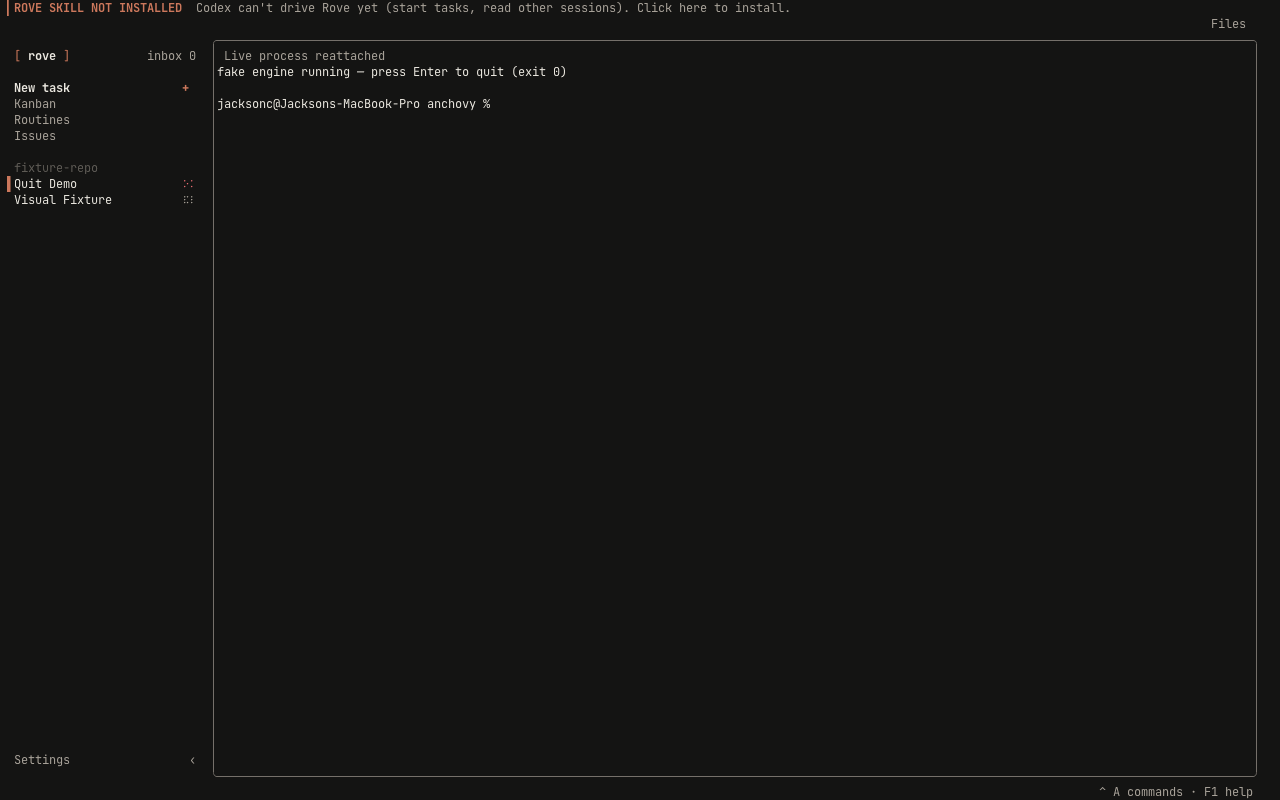 ROVE SKILL NOT INSTALLED Codex can't drive Rove yet (start tasks, read other sessions). Click here to install.
Files
[ rove ] inbox 0
New task +
Kanban
Routines
Issues
fixture-repo
Quit Demo
Visual Fixture
Settings ‹
Live process reattached
fake engine running — press Enter to quit (exit 0)
jacksonc@Jacksons-MacBook-Pro anchovy %
^ A commands · F1 help